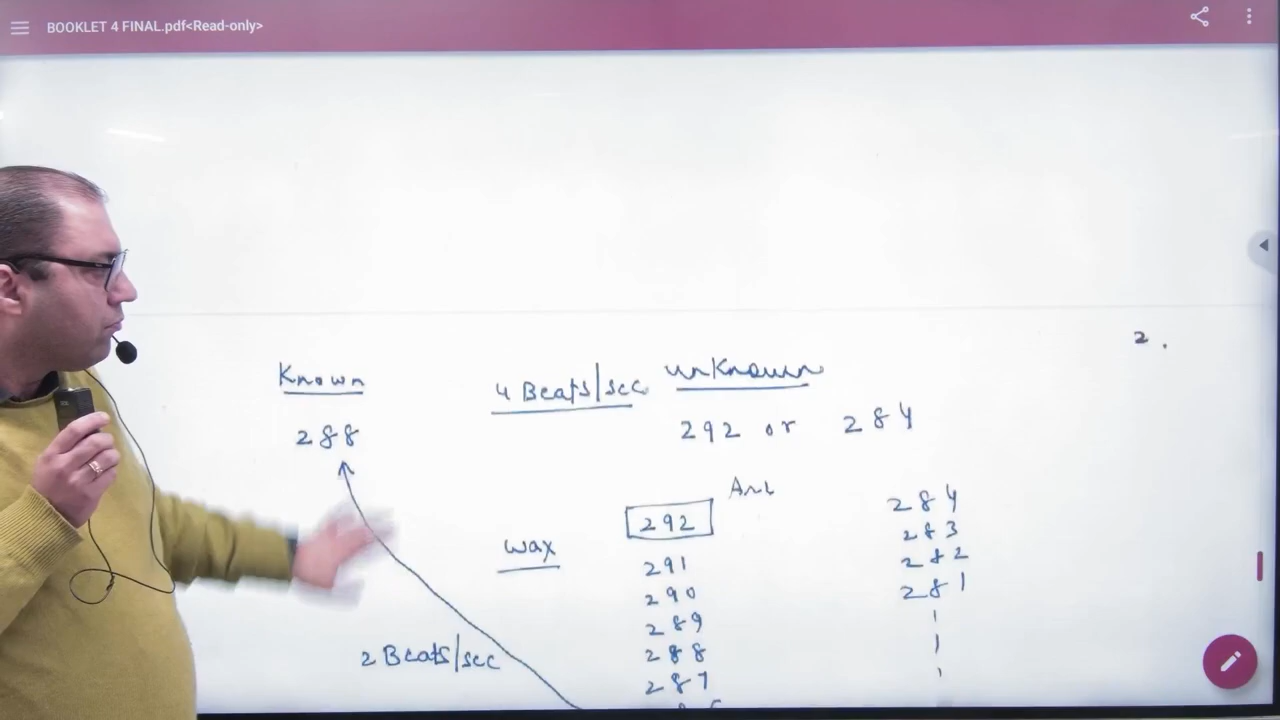 BOOKLET 4 FINAL.pdf<Read-only>
2.
Known 4 Beats/sec unknown
288 292 or 284
Ans
292 284
wax 283
291 282
290 281
289
288
2 Beats/sec
287